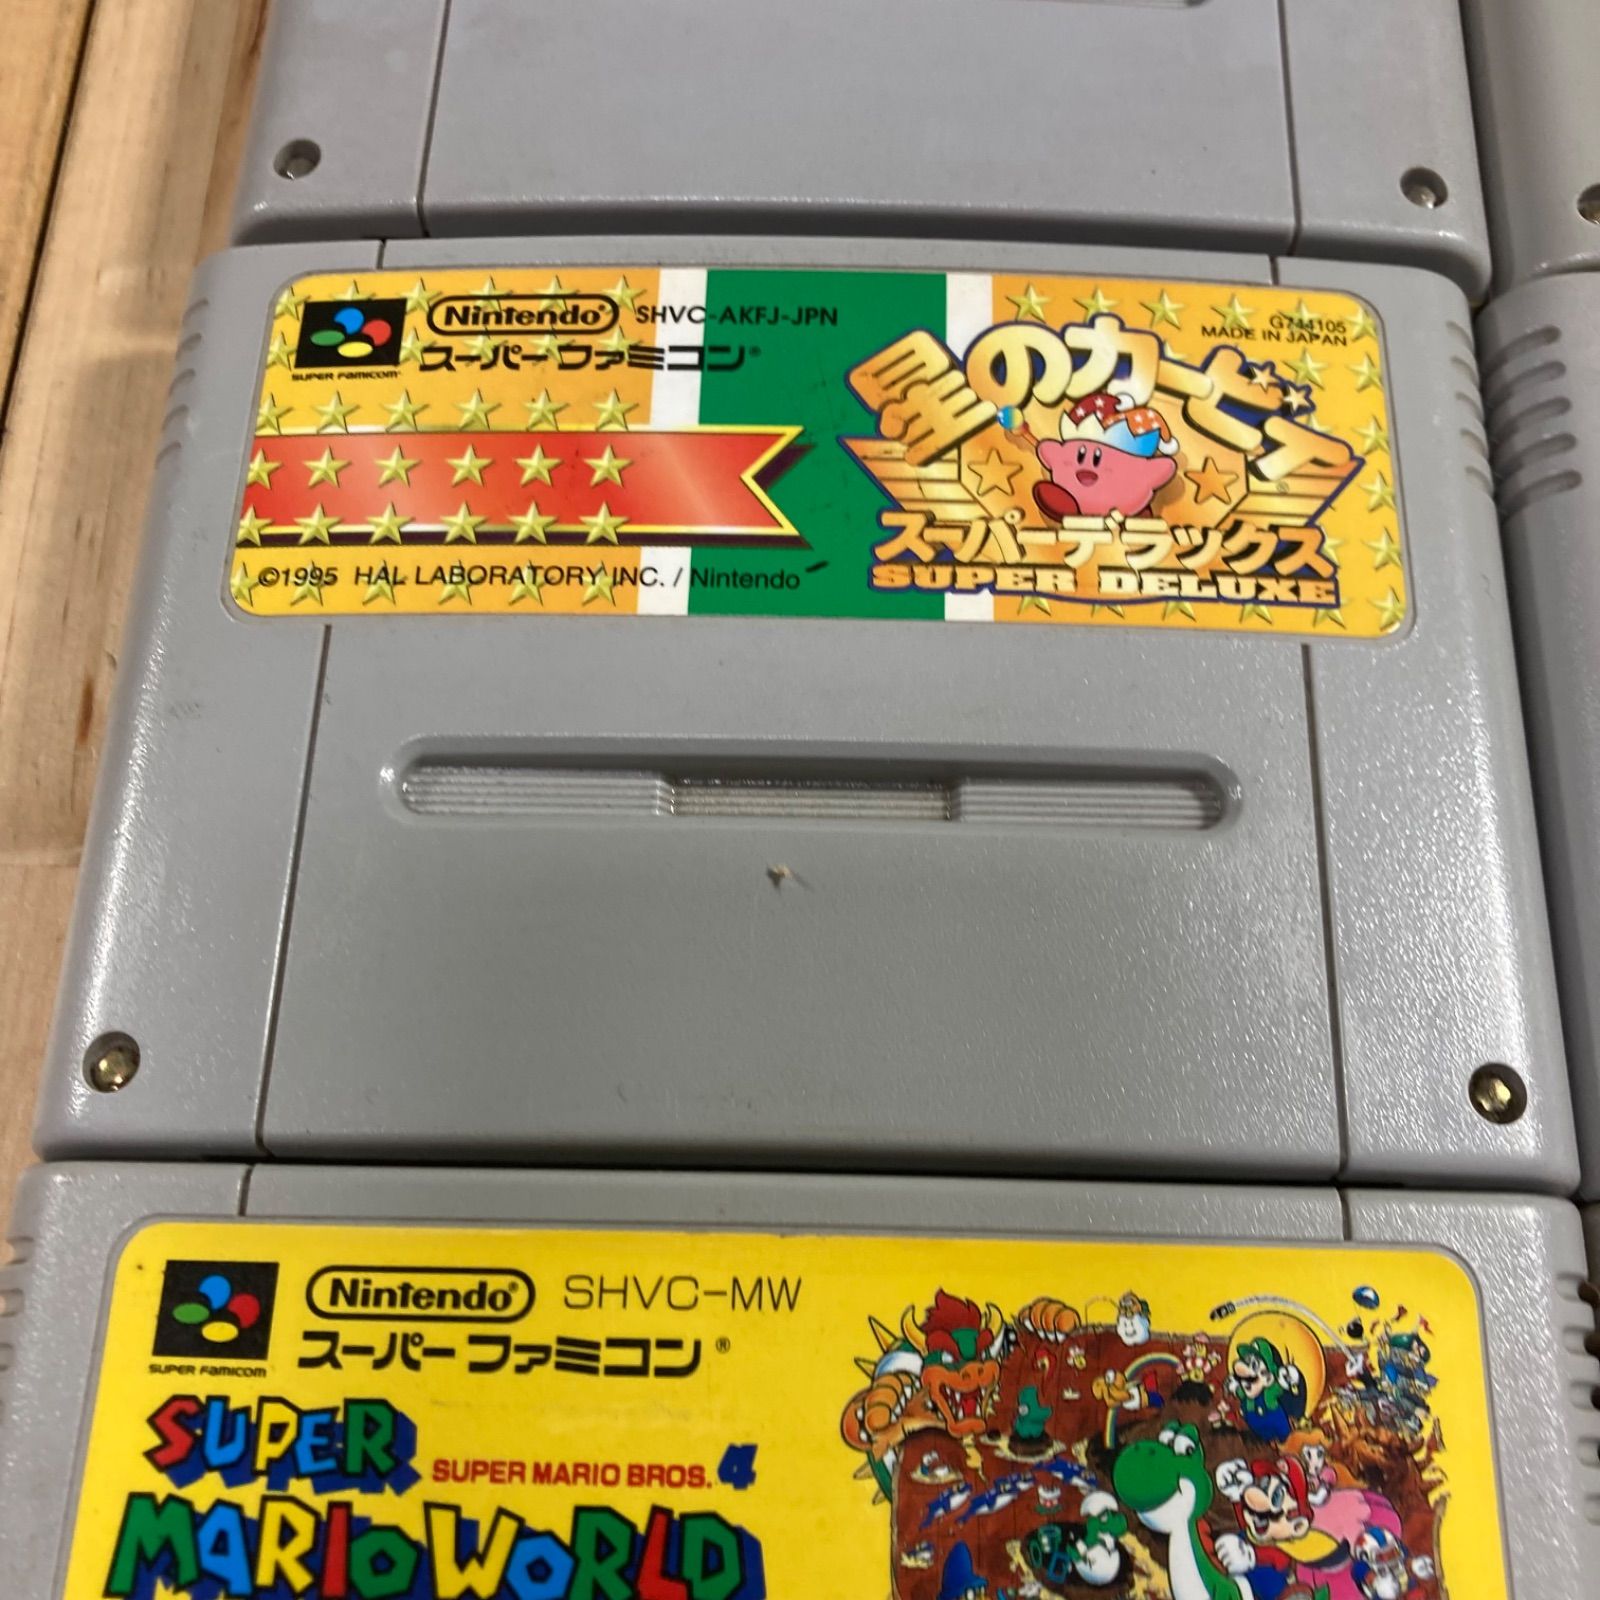 Nintendo® SHVC-AKFJ-JPN
スーパーファミコン®
SUPER FAMICOM
G744105
MADE IN JAPAN
星のカービィ
スーパーデラックス
SUPER DELUXE
©1995 HAL LABORATORY INC. / Nintendo
Nintendo® SHVC-MW
スーパーファミコン®
SUPER FAMICOM
SUPER
SUPER MARIO BROS. 4
MARIO WORLD